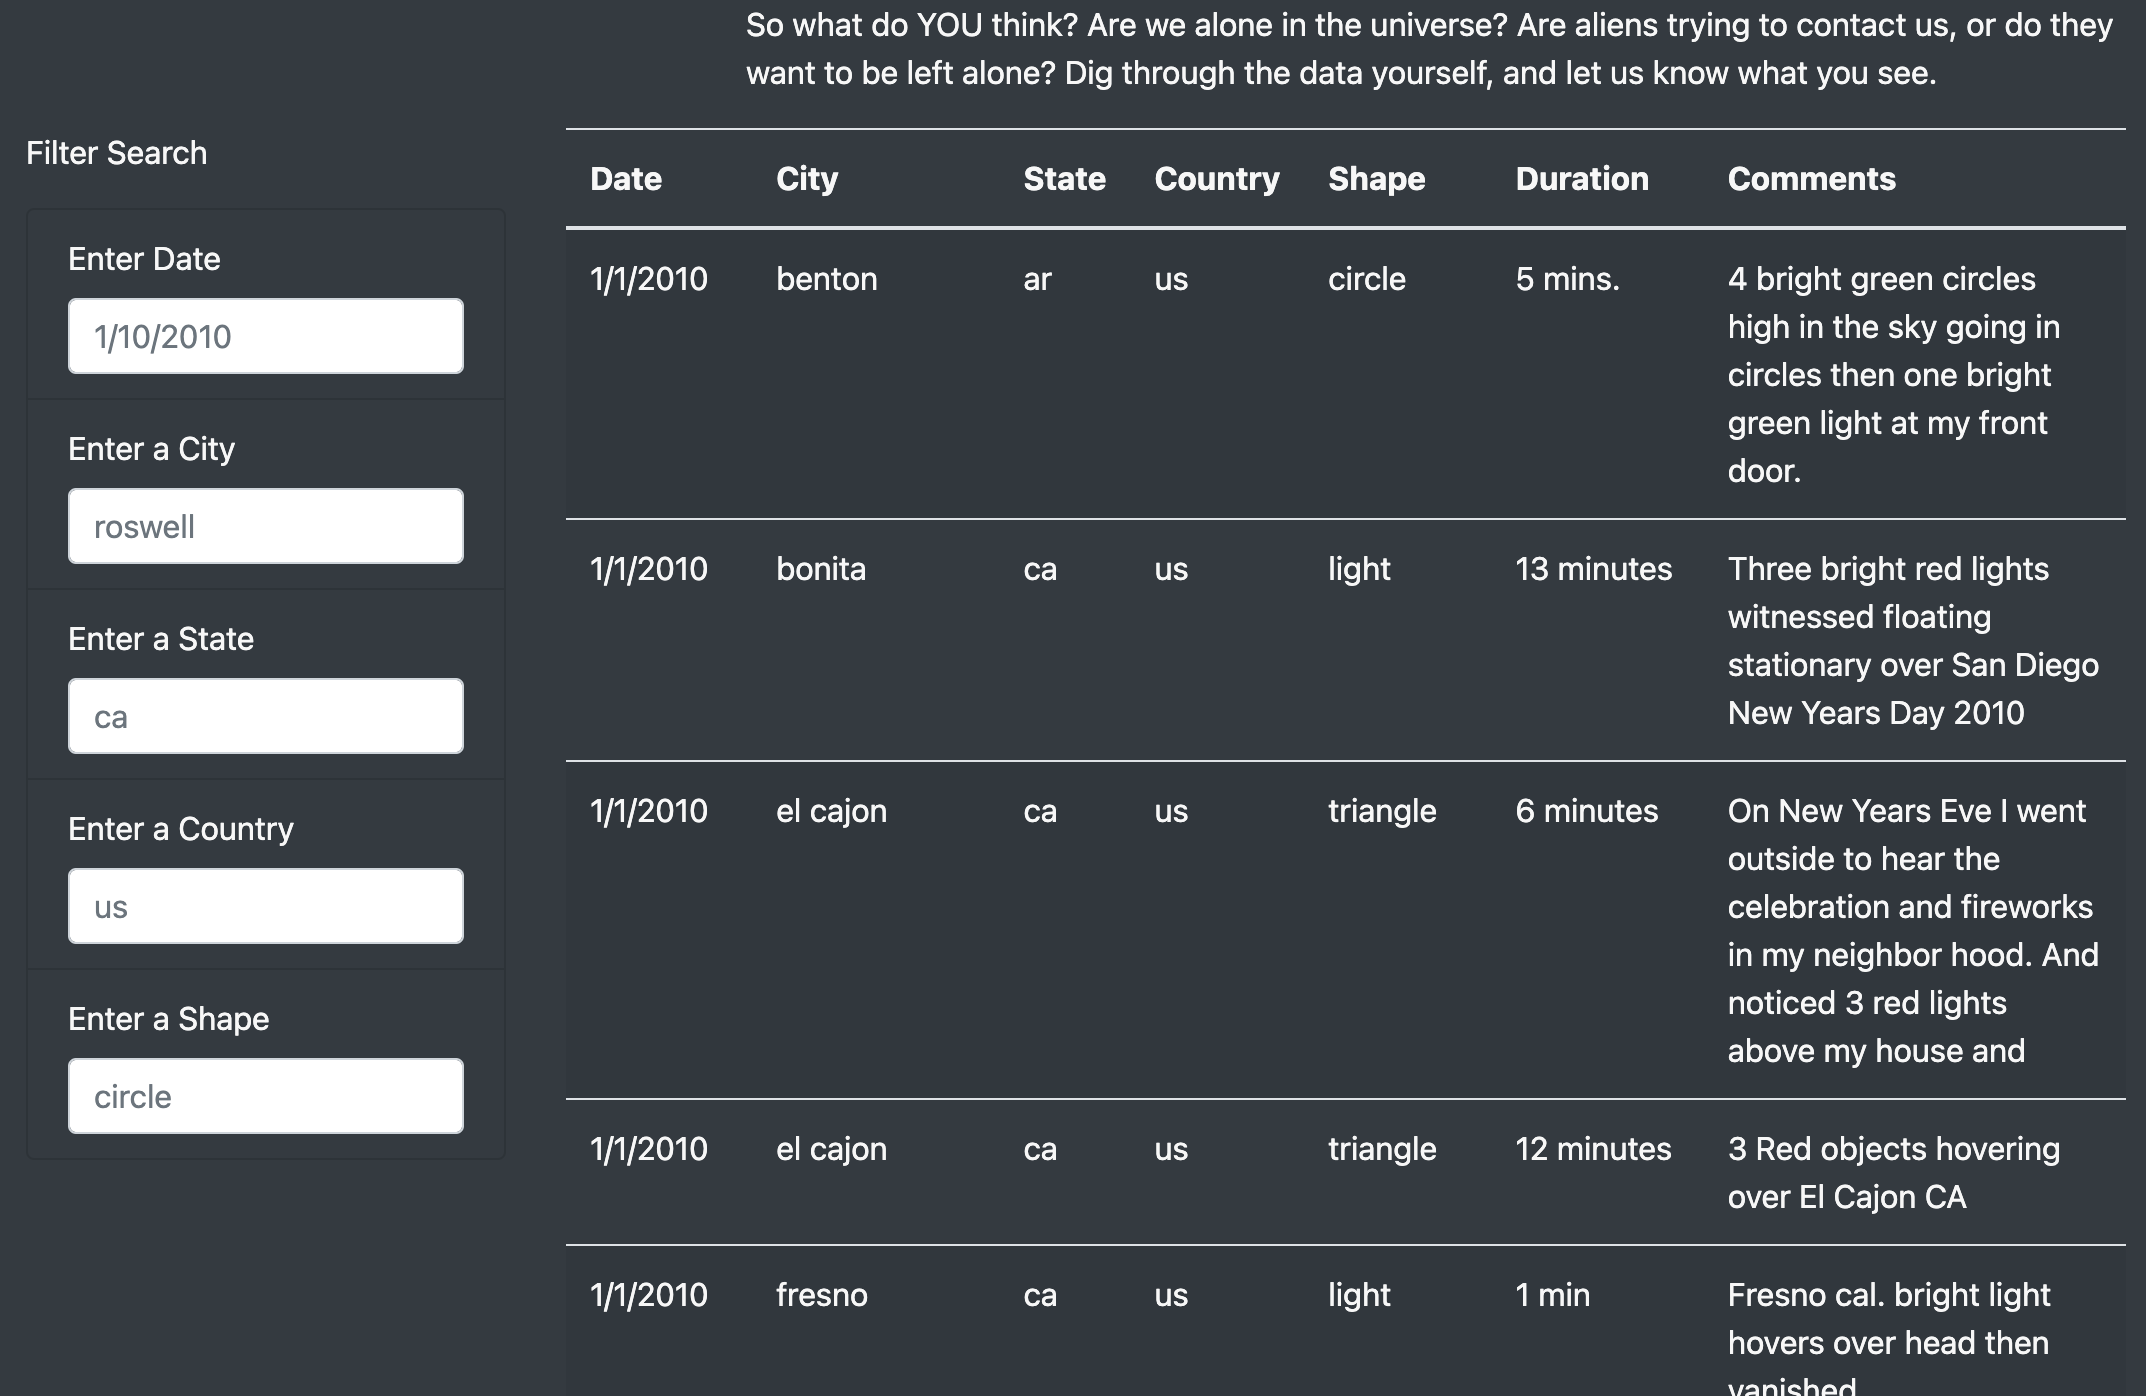 So what do YOU think? Are we alone in the universe? Are aliens trying to contact us, or do they
want to be left alone? Dig through the data yourself, and let us know what you see.
Filter Search
Enter Date
1/10/2010
Enter a City
roswell
Enter a State
ca
Enter a Country
us
Enter a Shape
circle
Date City State Country Shape Duration Comments
1/1/2010 benton ar us circle 5 mins. 4 bright green circles
high in the sky going in
circles then one bright
green light at my front
door.
1/1/2010 bonita ca us light 13 minutes Three bright red lights
witnessed floating
stationary over San Diego
New Years Day 2010
1/1/2010 el cajon ca us triangle 6 minutes On New Years Eve I went
outside to hear the
celebration and fireworks
in my neighbor hood. And
noticed 3 red lights
above my house and
1/1/2010 el cajon ca us triangle 12 minutes 3 Red objects hovering
over El Cajon CA
1/1/2010 fresno ca us light 1 min Fresno cal. bright light
hovers over head then
vanished